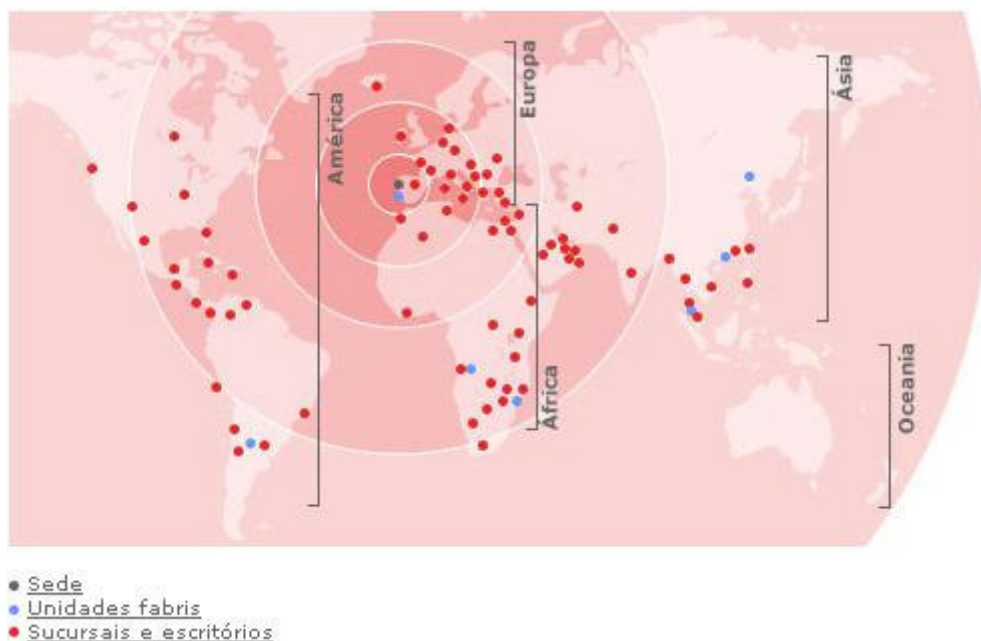 América
Europa
África
Ásia
Oceania
Sede
Unidades fabris
Sucursais e escritórios